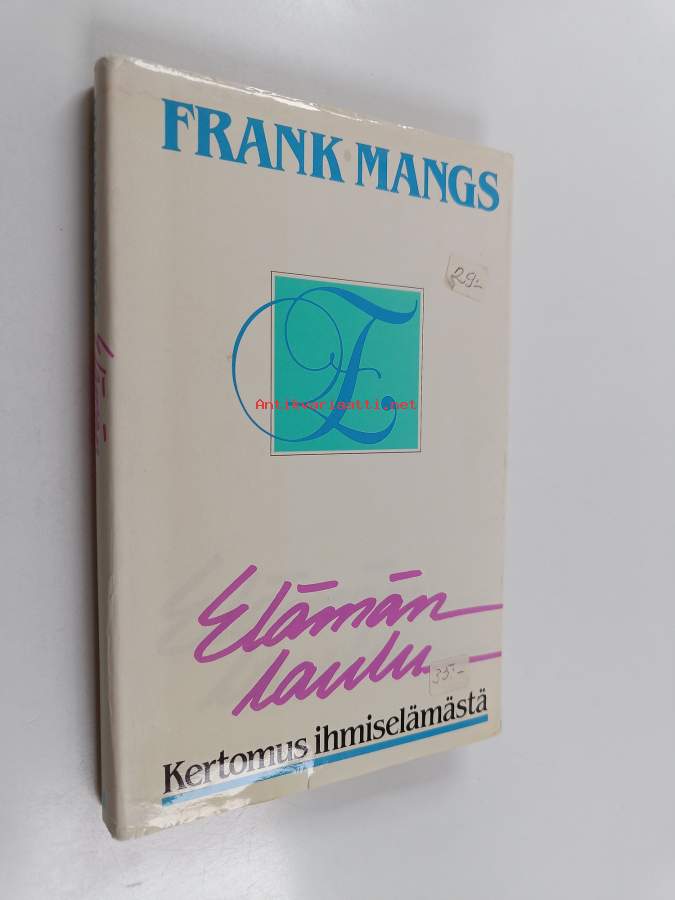 FRANK MANGS
29:-
Antikvariaatti.net
Elämän
laulu
35:-
Kertomus ihmiselämästä